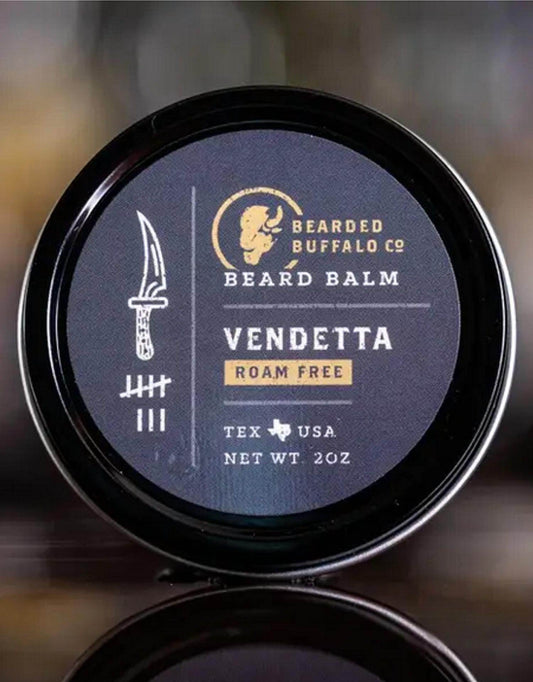 BEARDED
BUFFALO CO
BEARD BALM
VENDETTA
ROAM FREE
TEX USA
NET WT. 2OZ